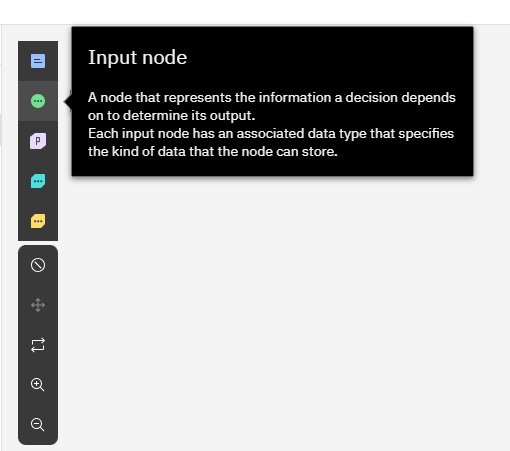 Input node
A node that represents the information a decision depends
on to determine its output.
Each input node has an associated data type that specifies
the kind of data that the node can store.
P